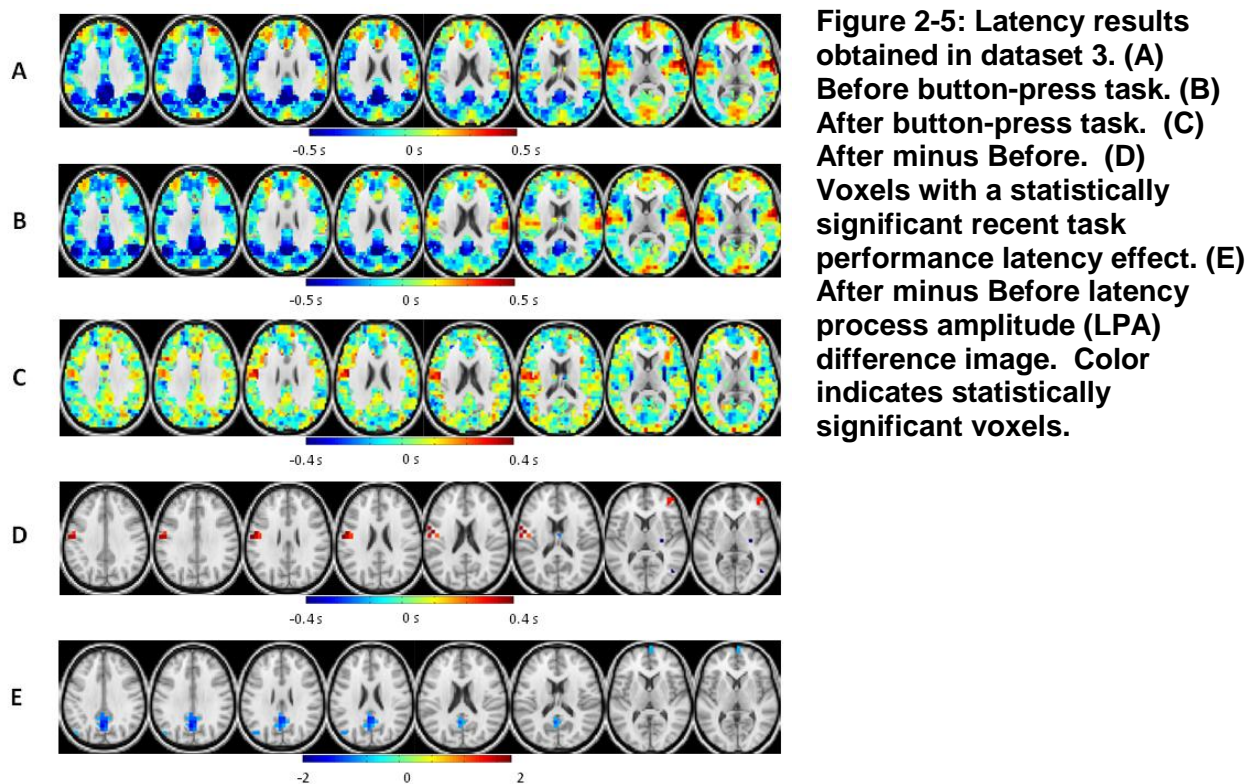 A
-0.5 s 0 s 0.5 s
B
-0.5 s 0 s 0.5 s
C
-0.4 s 0 s 0.4 s
D
-0.4 s 0 s 0.4 s
E
-2 0 2
Figure 2-5: Latency results
obtained in dataset 3. (A)
Before button-press task. (B)
After button-press task. (C)
After minus Before. (D)
Voxels with a statistically
significant recent task
performance latency effect. (E)
After minus Before latency
process amplitude (LPA)
difference image. Color
indicates statistically
significant voxels.